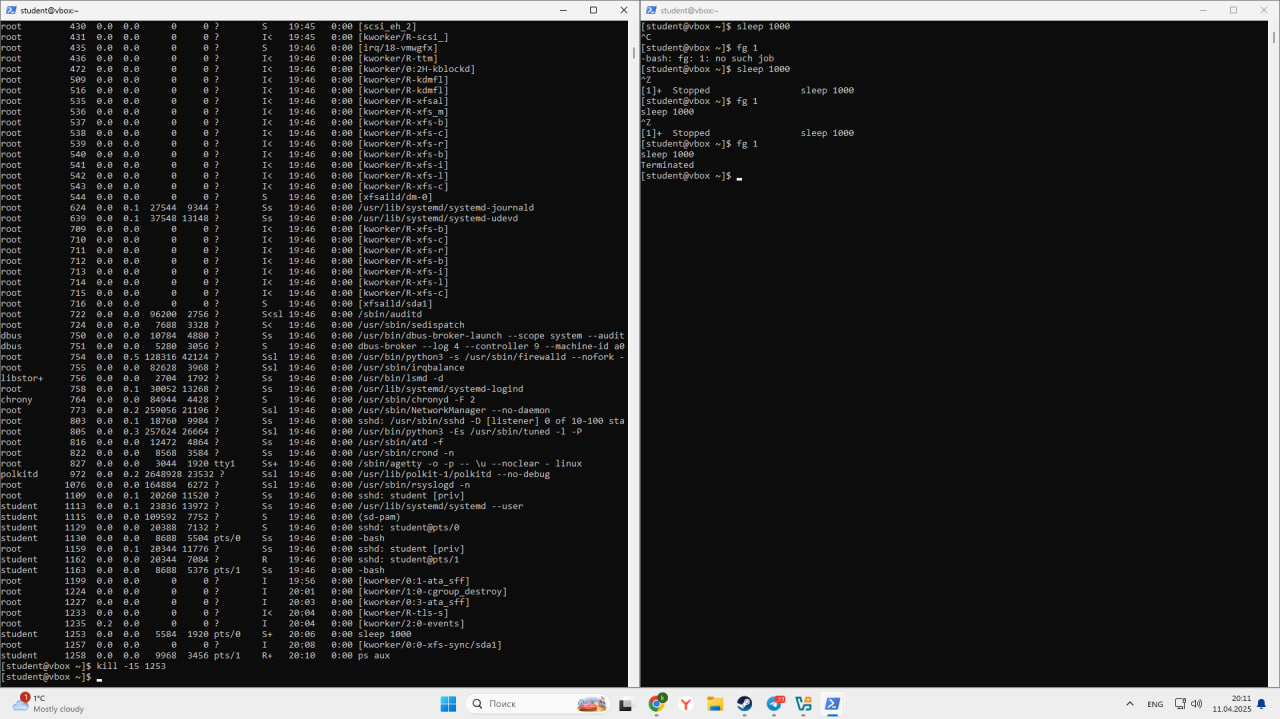 student@vbox:~
root 430 0.0 0.0 0 0 ? S 19:45 0:00 [scsi_eh_2]
root 431 0.0 0.0 0 0 ? I< 19:45 0:00 [kworker/R-scsi_]
root 432 0.0 0.0 0 0 ? S 19:46 0:00 [irq/18-vmwgfx]
root 436 0.0 0.0 0 0 ? I< 19:46 0:00 [kworker/R-ttm]
root 472 0.0 0.0 0 0 ? I< 19:46 0:00 [kworker/0:2H-kblockd]
root 509 0.0 0.0 0 0 ? I< 19:46 0:00 [kworker/R-kdmfl]
root 516 0.0 0.0 0 0 ? I< 19:46 0:00 [kworker/R-kdmfl]
root 535 0.0 0.0 0 0 ? I< 19:46 0:00 [kworker/R-xfsal]
root 536 0.0 0.0 0 0 ? I< 19:46 0:00 [kworker/R-xfs_m]
root 537 0.0 0.0 0 0 ? I< 19:46 0:00 [kworker/R-xfs-b]
root 538 0.0 0.0 0 0 ? I< 19:46 0:00 [kworker/R-xfs-c]
root 539 0.0 0.0 0 0 ? I< 19:46 0:00 [kworker/R-xfs-r]
root 540 0.0 0.0 0 0 ? I< 19:46 0:00 [kworker/R-xfs-b]
root 541 0.0 0.0 0 0 ? I< 19:46 0:00 [kworker/R-xfs-i]
root 542 0.0 0.0 0 0 ? I< 19:46 0:00 [kworker/R-xfs-l]
root 543 0.0 0.0 0 0 ? I< 19:46 0:00 [kworker/R-xfs-c]
root 544 0.0 0.0 0 0 ? S 19:46 0:00 [xfsaild/dm-0]
root 624 0.0 0.1 27544 9344 ? Ss 19:46 0:00 /usr/lib/systemd/systemd-journald
root 639 0.0 0.1 37548 13148 ? Ss 19:46 0:00 /usr/lib/systemd/systemd-udevd
root 709 0.0 0.0 0 0 ? I< 19:46 0:00 [kworker/R-xfs-b]
root 710 0.0 0.0 0 0 ? I< 19:46 0:00 [kworker/R-xfs-c]
root 711 0.0 0.0 0 0 ? I< 19:46 0:00 [kworker/R-xfs-r]
root 712 0.0 0.0 0 0 ? I< 19:46 0:00 [kworker/R-xfs-b]
root 713 0.0 0.0 0 0 ? I< 19:46 0:00 [kworker/R-xfs-i]
root 714 0.0 0.0 0 0 ? I< 19:46 0:00 [kworker/R-xfs-l]
root 715 0.0 0.0 0 0 ? I< 19:46 0:00 [kworker/R-xfs-c]
root 716 0.0 0.0 0 0 ? S 19:46 0:00 [xfsaild/sda1]
root 722 0.0 0.0 96200 2756 ? S<sl 19:46 0:00 /sbin/auditd
root 724 0.0 0.0 7688 3328 ? S< 19:46 0:00 /usr/sbin/sedispatch
dbus 750 0.0 0.0 10784 4880 ? Ss 19:46 0:00 /usr/bin/dbus-broker-launch --scope system --audit
dbus 751 0.0 0.0 5280 3056 ? S 19:46 0:00 dbus-broker --log 4 --controller 9 --machine-id a0
root 754 0.0 0.5 128316 42124 ? Ssl 19:46 0:00 /usr/bin/python3 -s /usr/sbin/firewalld --nofork -
root 755 0.0 0.0 82628 3968 ? Ssl 19:46 0:00 /usr/sbin/irqbalance
libstor+ 756 0.0 0.0 2704 1792 ? Ss 19:46 0:00 /usr/bin/lsmd -d
root 758 0.0 0.1 30052 13268 ? Ss 19:46 0:00 /usr/lib/systemd/systemd-logind
chrony 764 0.0 0.0 84944 4428 ? S 19:46 0:00 /usr/sbin/chronyd -F 2
root 773 0.0 0.2 259056 21196 ? Ssl 19:46 0:00 /usr/sbin/NetworkManager --no-daemon
root 803 0.0 0.1 18760 9984 ? Ss 19:46 0:00 sshd: /usr/sbin/sshd -D [listener] 0 of 10-100 sta
root 805 0.0 0.3 257624 26664 ? Ssl 19:46 0:00 /usr/bin/python3 -Es /usr/sbin/tuned -l -P
root 816 0.0 0.0 12472 4864 ? Ss 19:46 0:00 /usr/sbin/atd -f
root 822 0.0 0.0 8568 3584 ? Ss 19:46 0:00 /usr/sbin/crond -n
root 827 0.0 0.0 3044 1920 tty1 Ss+ 19:46 0:00 /sbin/agetty -o -p -- \u --noclear - linux
polkitd 972 0.0 0.2 2648928 23532 ? Ssl 19:46 0:00 /usr/lib/polkit-1/polkitd --no-debug
root 1076 0.0 0.0 164884 6272 ? Ssl 19:46 0:00 /usr/sbin/rsyslogd -n
root 1109 0.0 0.1 20260 11520 ? Ss 19:46 0:00 sshd: student [priv]
student 1113 0.0 0.1 23836 13972 ? Ss 19:46 0:00 /usr/lib/systemd/systemd --user
student 1115 0.0 0.0 109592 7752 ? S 19:46 0:00 (sd-pam)
student 1129 0.0 0.0 20388 7132 ? S 19:46 0:00 sshd: student@pts/0
student 1130 0.0 0.0 8688 5504 pts/0 Ss 19:46 0:00 -bash
root 1159 0.0 0.1 20344 11776 ? Ss 19:46 0:00 sshd: student [priv]
student 1162 0.0 0.0 20344 7084 ? R 19:46 0:00 sshd: student@pts/1
student 1163 0.0 0.0 8688 5376 pts/1 Ss 19:46 0:00 -bash
root 1199 0.0 0.0 0 0 ? I 19:56 0:00 [kworker/0:1-ata_sff]
root 1224 0.0 0.0 0 0 ? I 20:01 0:00 [kworker/1:0-cgroup_destroy]
root 1227 0.0 0.0 0 0 ? I 20:03 0:00 [kworker/0:3-ata_sff]
root 1233 0.0 0.0 0 0 ? I< 20:04 0:00 [kworker/R-tls-s]
root 1235 0.2 0.0 0 0 ? I 20:04 0:00 [kworker/2:0-events]
student 1253 0.0 0.0 5584 1920 pts/0 S+ 20:06 0:00 sleep 1000
root 1257 0.0 0.0 0 0 ? I 20:08 0:00 [kworker/0:0-xfs-sync/sda1]
student 1258 0.0 0.0 9968 3456 pts/1 R+ 20:10 0:00 ps aux
[student@vbox ~]$ kill -15 1253
[student@vbox ~]$
student@vbox:~
[student@vbox ~]$ sleep 1000
^C
[student@vbox ~]$ fg 1
-bash: fg: 1: no such job
[student@vbox ~]$ sleep 1000
^Z
[1]+ Stopped sleep 1000
[student@vbox ~]$ fg 1
sleep 1000
^Z
[1]+ Stopped sleep 1000
[student@vbox ~]$ fg 1
sleep 1000
Terminated
[student@vbox ~]$
1
1°C
Mostly cloudy
Поиск
k
77
ENG
20:11
11.04.2025